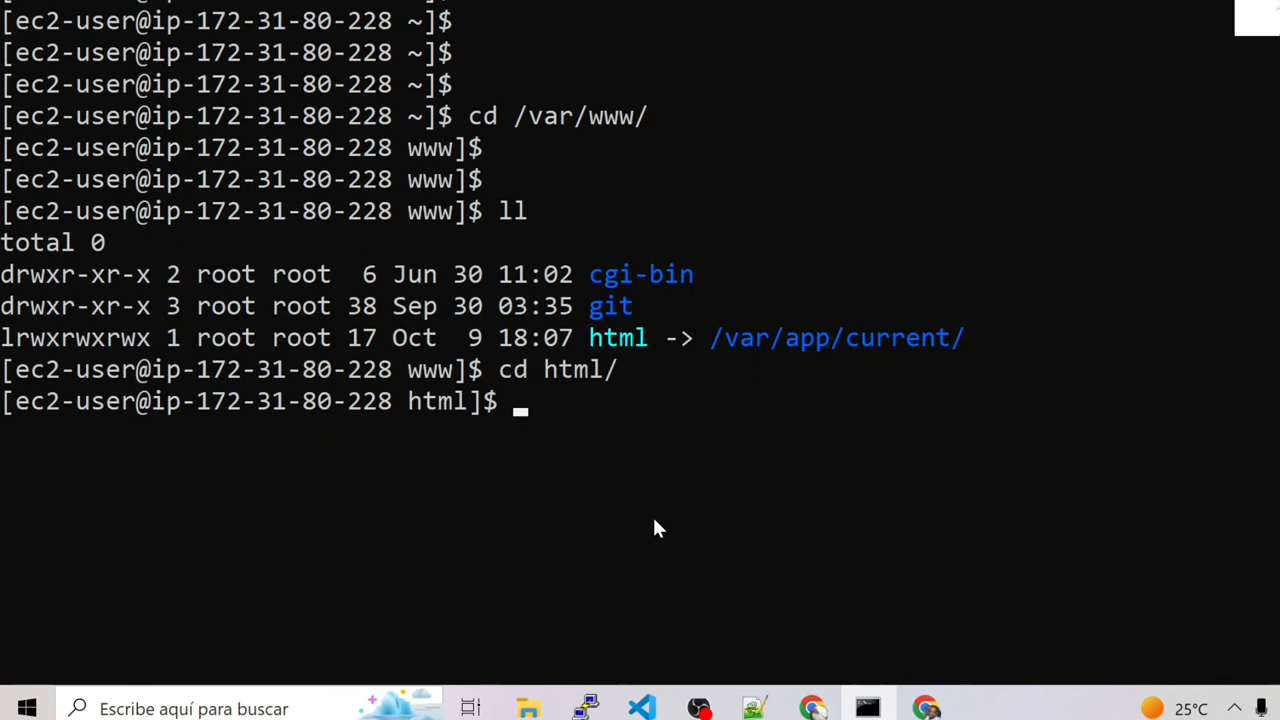 [ec2-user@ip-172-31-80-228 ~]$
[ec2-user@ip-172-31-80-228 ~]$
[ec2-user@ip-172-31-80-228 ~]$
[ec2-user@ip-172-31-80-228 ~]$ cd /var/www/
[ec2-user@ip-172-31-80-228 www]$
[ec2-user@ip-172-31-80-228 www]$
[ec2-user@ip-172-31-80-228 www]$ ll
total 0
drwxr-xr-x 2 root root  6 Jun 30 11:02 cgi-bin
drwxr-xr-x 3 root root 38 Sep 30 03:35 git
lrwxrwxrwx 1 root root 17 Oct  9 18:07 html -> /var/app/current/
[ec2-user@ip-172-31-80-228 www]$ cd html/
[ec2-user@ip-172-31-80-228 html]$
Escribe aquí para buscar
25°C